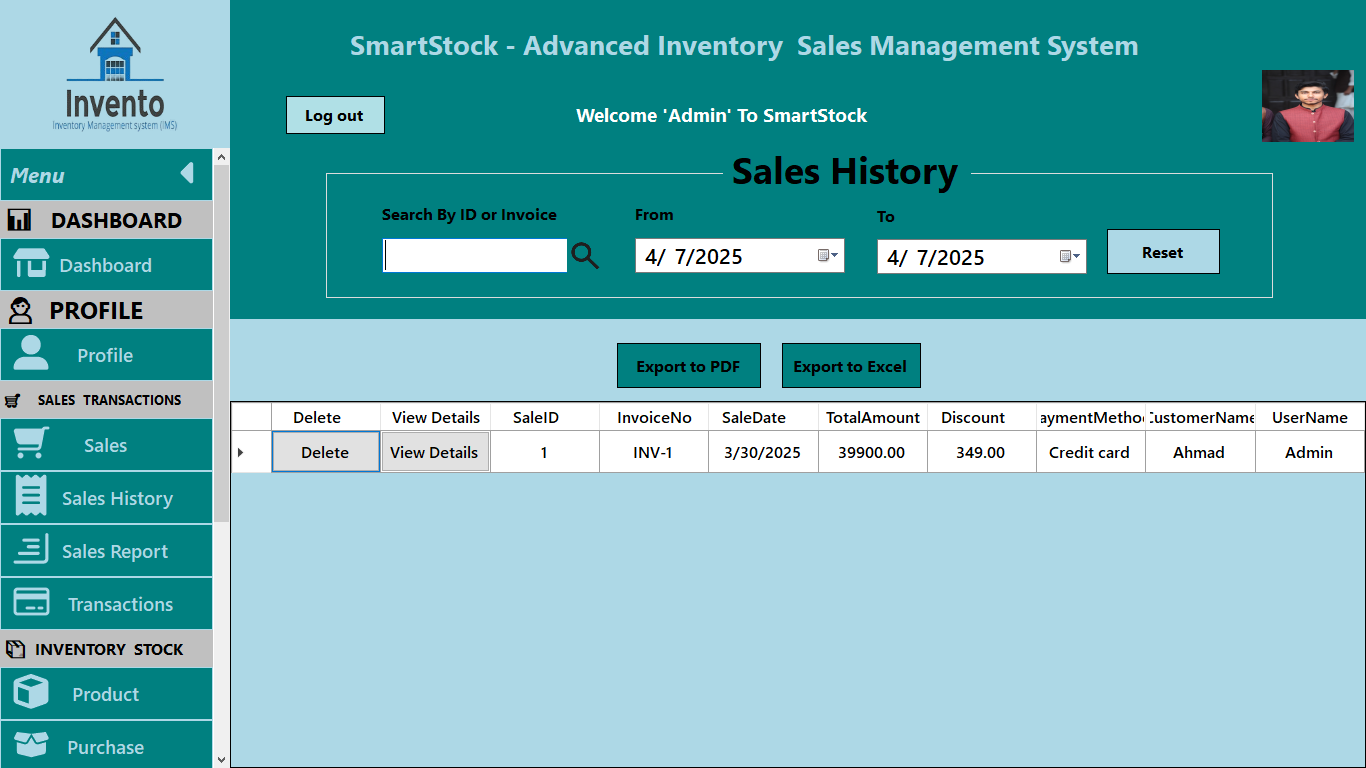 Invento
Inventory Management system (IMS)
SmartStock - Advanced Inventory  Sales Management System
Log out
Welcome 'Admin' To SmartStock
Menu
DASHBOARD
Dashboard
PROFILE
Profile
SALES TRANSACTIONS
Sales
Sales History
Sales Report
Transactions
INVENTORY STOCK
Product
Purchase
Sales History
Search By ID or Invoice From To
4/ 7/2025 4/ 7/2025 Reset
Export to PDF Export to Excel
Delete View Details SaleID InvoiceNo SaleDate TotalAmount Discount aymentMetho CustomerName UserName
Delete View Details 1 INV-1 3/30/2025 39900.00 349.00 Credit card Ahmad Admin